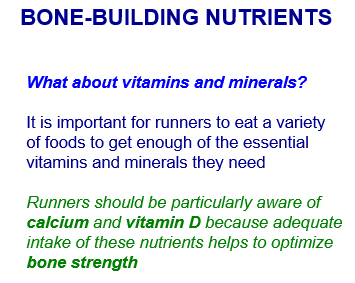 BONE-BUILDING NUTRIENTS
What about vitamins and minerals?
It is important for runners to eat a variety
of foods to get enough of the essential
vitamins and minerals they need
Runners should be particularly aware of
calcium and vitamin D because adequate
intake of these nutrients helps to optimize
bone strength